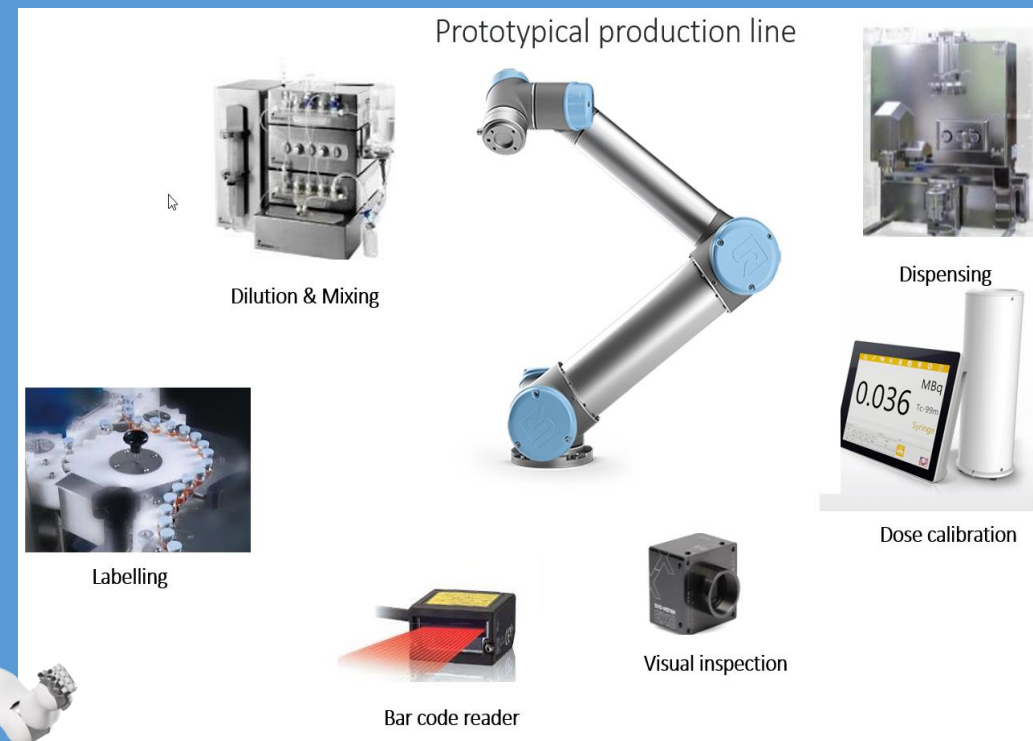 Prototypical production line
Dilution & Mixing
Dispensing
0.036 MBq
Tc-99m
Syringe
Dose calibration
Labelling
Visual inspection
Bar code reader